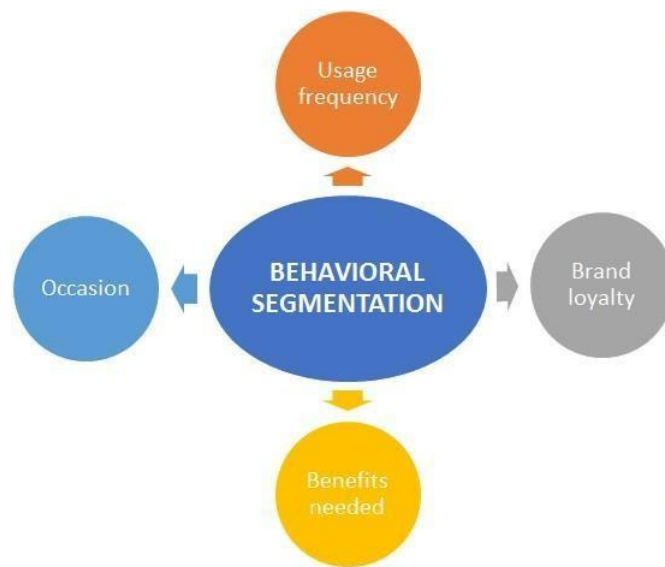 Usage
frequency
Occasion
BEHAVIORAL
SEGMENTATION
Brand
loyalty
Benefits
needed